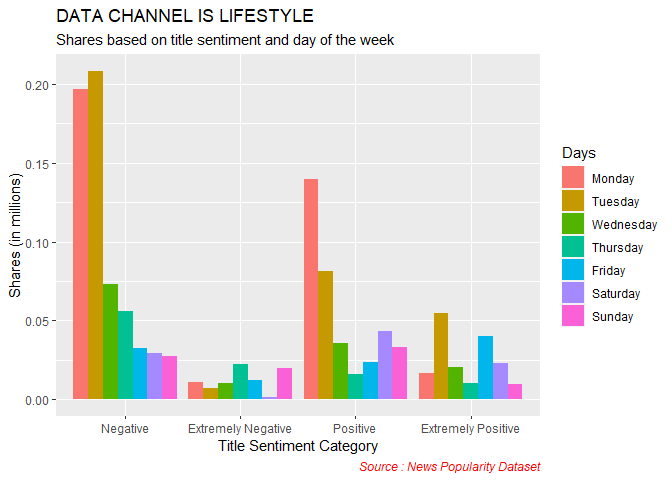 DATA CHANNEL IS LIFESTYLE
Shares based on title sentiment and day of the week
Shares (in millions)
0.20
0.15
0.10
0.05
0.00
Negative
Extremely Negative
Positive
Extremely Positive
Title Sentiment Category
Source : News Popularity Dataset
Days
Monday
Tuesday
Wednesday
Thursday
Friday
Saturday
Sunday